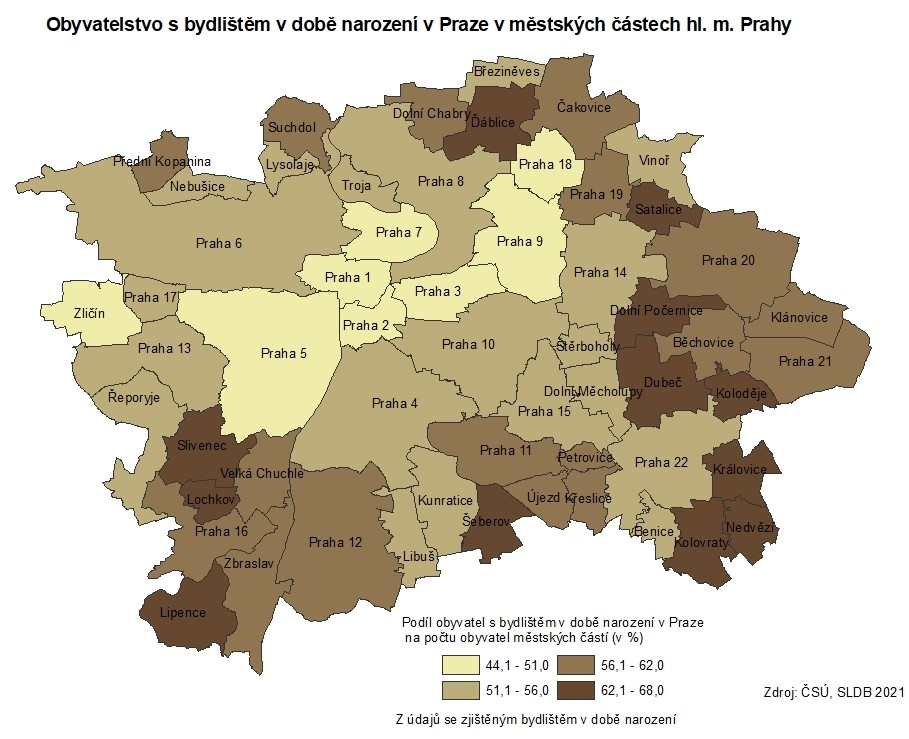 Obyvatelstvo s bydlištěm v době narození v Praze v městských částech hl. m. Prahy
Březiněves
Čakovice
Dolní Chabry
Ďáblice
Suchdol
Přední Kopanina
Lysolaje
Praha 18
Vinoř
Nebušice
Troja
Praha 8
Praha 19
Satalice
Praha 7
Praha 6
Praha 9
Praha 20
Praha 14
Praha 1
Praha 3
Praha 17
Zličín
Dolní Počernice
Klánovice
Praha 2
Praha 13
Praha 5
Praha 10
Štěrboholy
Běchovice
Praha 21
Řeporyje
Praha 4
Dolní Měcholupy
Dubeč
Koloděje
Praha 15
Slivenec
Praha 11
Petrovice
Praha 22
Královice
Velká Chuchle
Lochkov
Kunratice
Újezd
Křeslice
Šeberov
Praha 16
Praha 12
Benice
Kolovraty
Nedvězí
Zbraslav
Libuš
Lipence
Podíl obyvatel s bydlištěm v době narození v Praze
na počtu obyvatel městských částí (v %)
44,1 - 51,0
56,1 - 62,0
51,1 - 56,0
62,1 - 68,0
Zdroj: ČSÚ, SLDB 2021
Z údajů se zjištěným bydlištěm v době narození